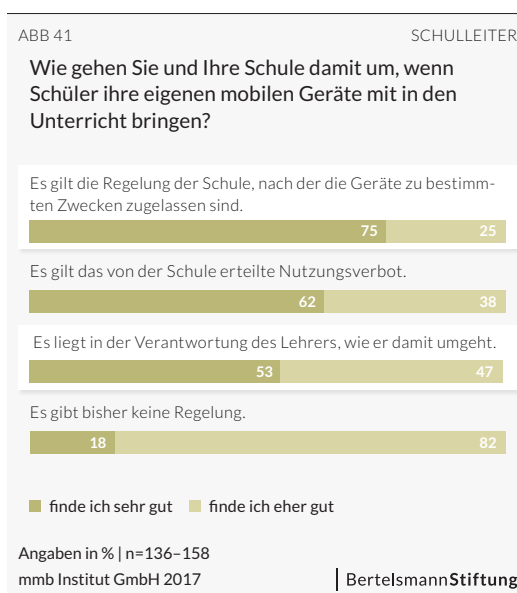 ABB 41
SCHULLEITER
Wie gehen Sie und Ihre Schule damit um, wenn
Schüler ihre eigenen mobilen Geräte mit in den
Unterricht bringen?
Es gilt die Regelung der Schule, nach der die Geräte zu bestimm-
ten Zwecken zugelassen sind.
75 25
Es gilt das von der Schule erteilte Nutzungsverbot.
62 38
Es liegt in der Verantwortung des Lehrers, wie er damit umgeht.
53 47
Es gibt bisher keine Regelung.
18 82
finde ich sehr gut finde ich eher gut
Angaben in % | n=136–158
mmb Institut GmbH 2017
BertelsmannStiftung